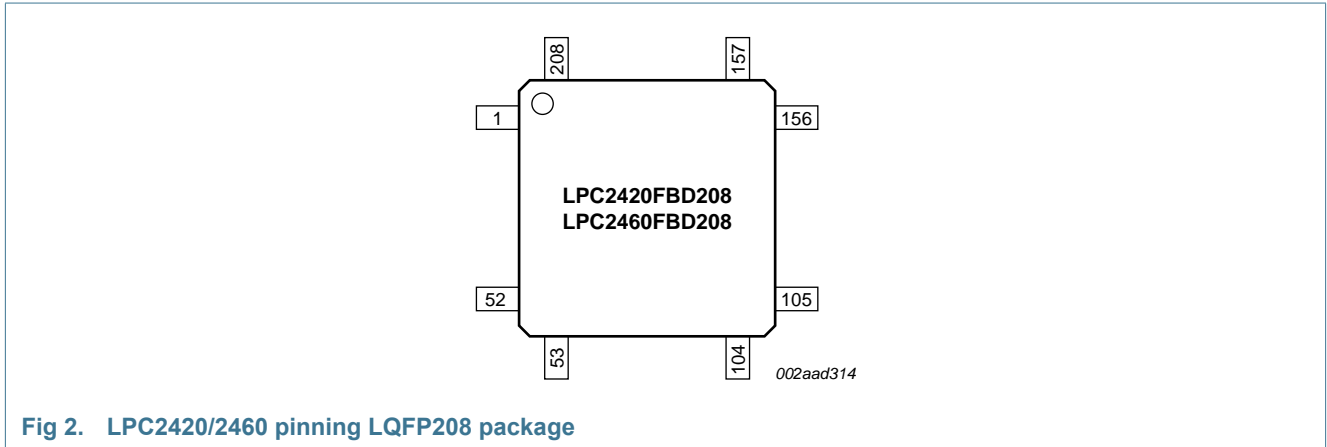 208
157
1
156
LPC2420FBD208
LPC2460FBD208
52
105
53
104
002aad314
Fig 2. LPC2420/2460 pinning LQFP208 package